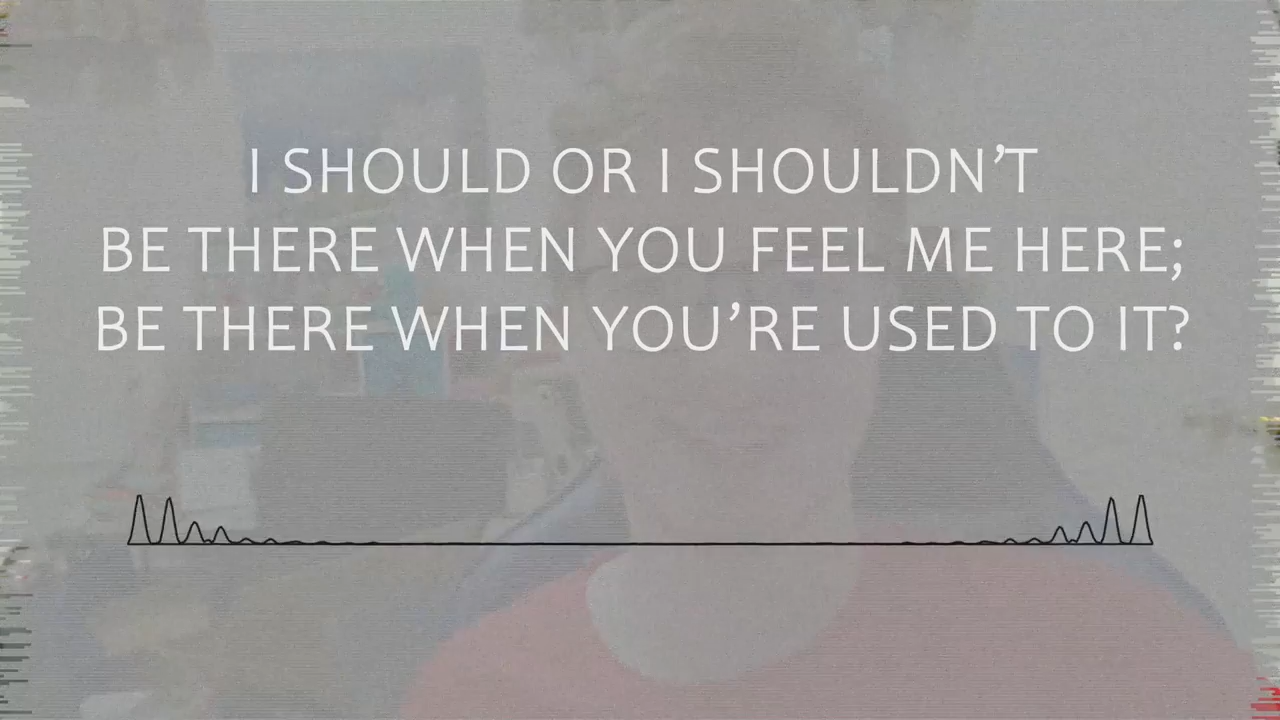 I SHOULD OR I SHOULDN’T
BE THERE WHEN YOU FEEL ME HERE;
BE THERE WHEN YOU’RE USED TO IT?